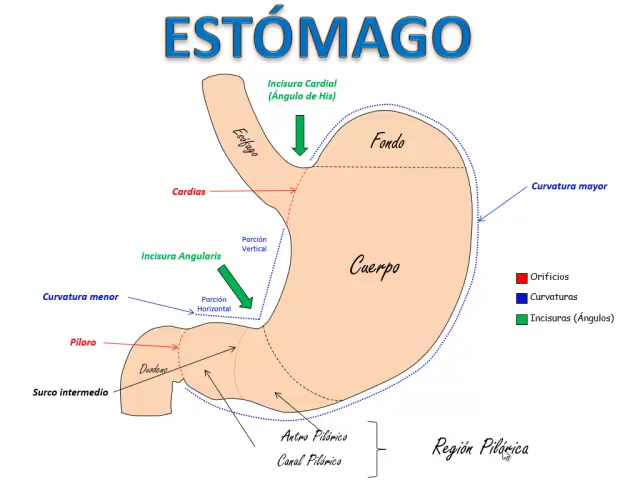 ESTÓMAGO
Incisura Cardial
(Ángulo de His)
Esófago
Fondo
Cardias
Curvatura mayor
Porción
Vertical
Incisura Angularis
Cuerpo
Orificios
Curvatura menor
Porción
Horizontal
Curvaturas
Incisuras (Ángulos)
Píloro
Duodeno
Surco intermedio
Antro Pilórico
Canal Pilórico
Región Pilórica